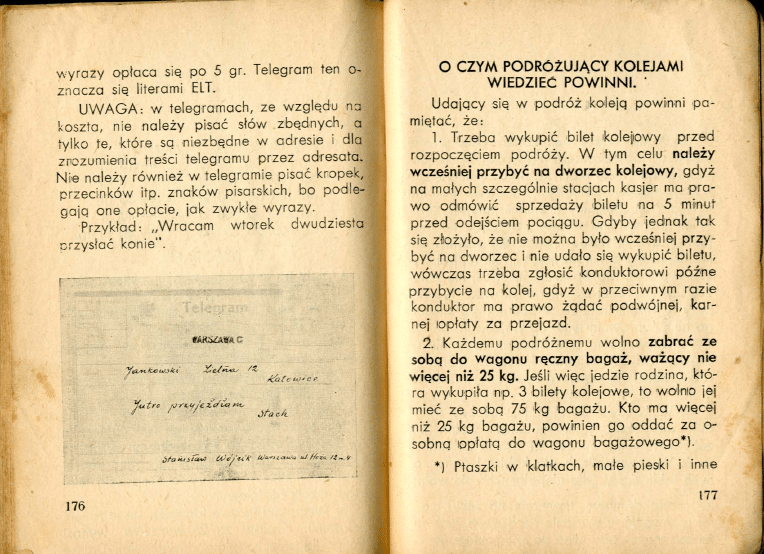 wyrazy opłaca się po 5 gr. Telegram ten o-
znacza się literami ELT.
UWAGA: w telegramach, ze względu na
koszta, nie należy pisać słów zbędnych, a
tylko te, które są niezbędne w adresie i dla
zrozumienia treści telegramu przez adresata.
Nie należy również w telegramie pisać kropek,
przecinków itp. znaków pisarskich, bo podle-
gają one opłacie, jak zwykłe wyrazy.
Przykład: „Wracam wtorek dwudziesta
przysłać konie".
Telegram
WARSZAWA C
Jankowski Zielna 12
Katowice
Jutro przyjeżdżam
Stach
Stanisław Wójcik Warszawa ul. Hoża 12-4
176
O CZYM PODRÓŻUJĄCY KOLEJAMI
WIEDZIEĆ POWINNI.
Udający się w podróż koleją powinni pa-
miętać, że:
1. Trzeba wykupić bilet kolejowy przed
rozpoczęciem podróży. W tym celu należy
wcześniej przybyć na dworzec kolejowy, gdyż
na małych szczególnie stacjach kasjer ma pra-
wo odmówić sprzedaży biletu na 5 minut
przed odejściem pociągu. Gdyby jednak tak
się złożyło, że nie można było wcześniej przy-
być na dworzec i nie udało się wykupić biletu,
wówczas trzeba zgłosić konduktorowi późne
przybycie na kolej, gdyż w przeciwnym razie
konduktor ma prawo żądać podwójnej, kar-
nej opłaty za przejazd.
2. Każdemu podróżnemu wolno zabrać ze
sobą do wagonu ręczny bagaż, ważący nie
więcej niż 25 kg. Jeśli więc jedzie rodzina, któ-
ra wykupiła np. 3 bilety kolejowe, to wolno jej
mieć ze sobą 75 kg bagażu. Kto ma więcej
niż 25 kg bagażu, powinien go oddać za o-
sobną opłatą do wagonu bagażowego*).
*) Ptaszki w klatkach, małe pieski i inne
177